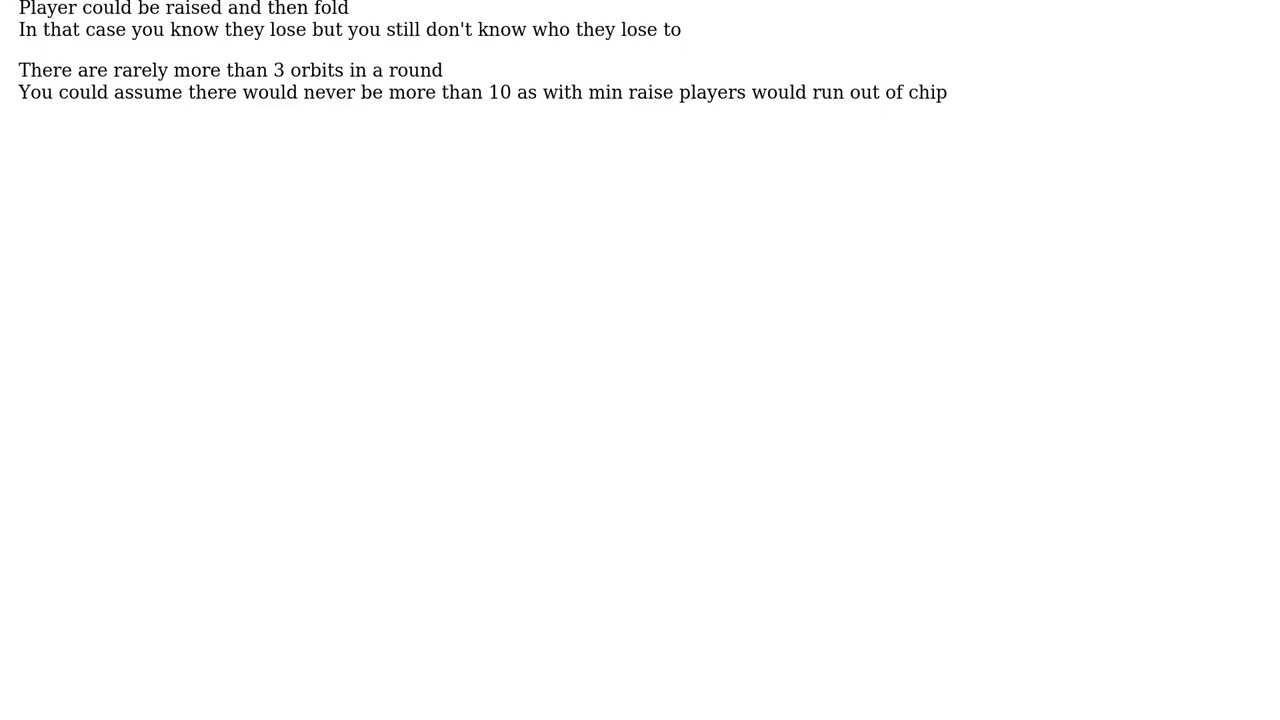 Player could be raised and then fold
In that case you know they lose but you still don't know who they lose to
There are rarely more than 3 orbits in a round
You could assume there would never be more than 10 as with min raise players would run out of chip